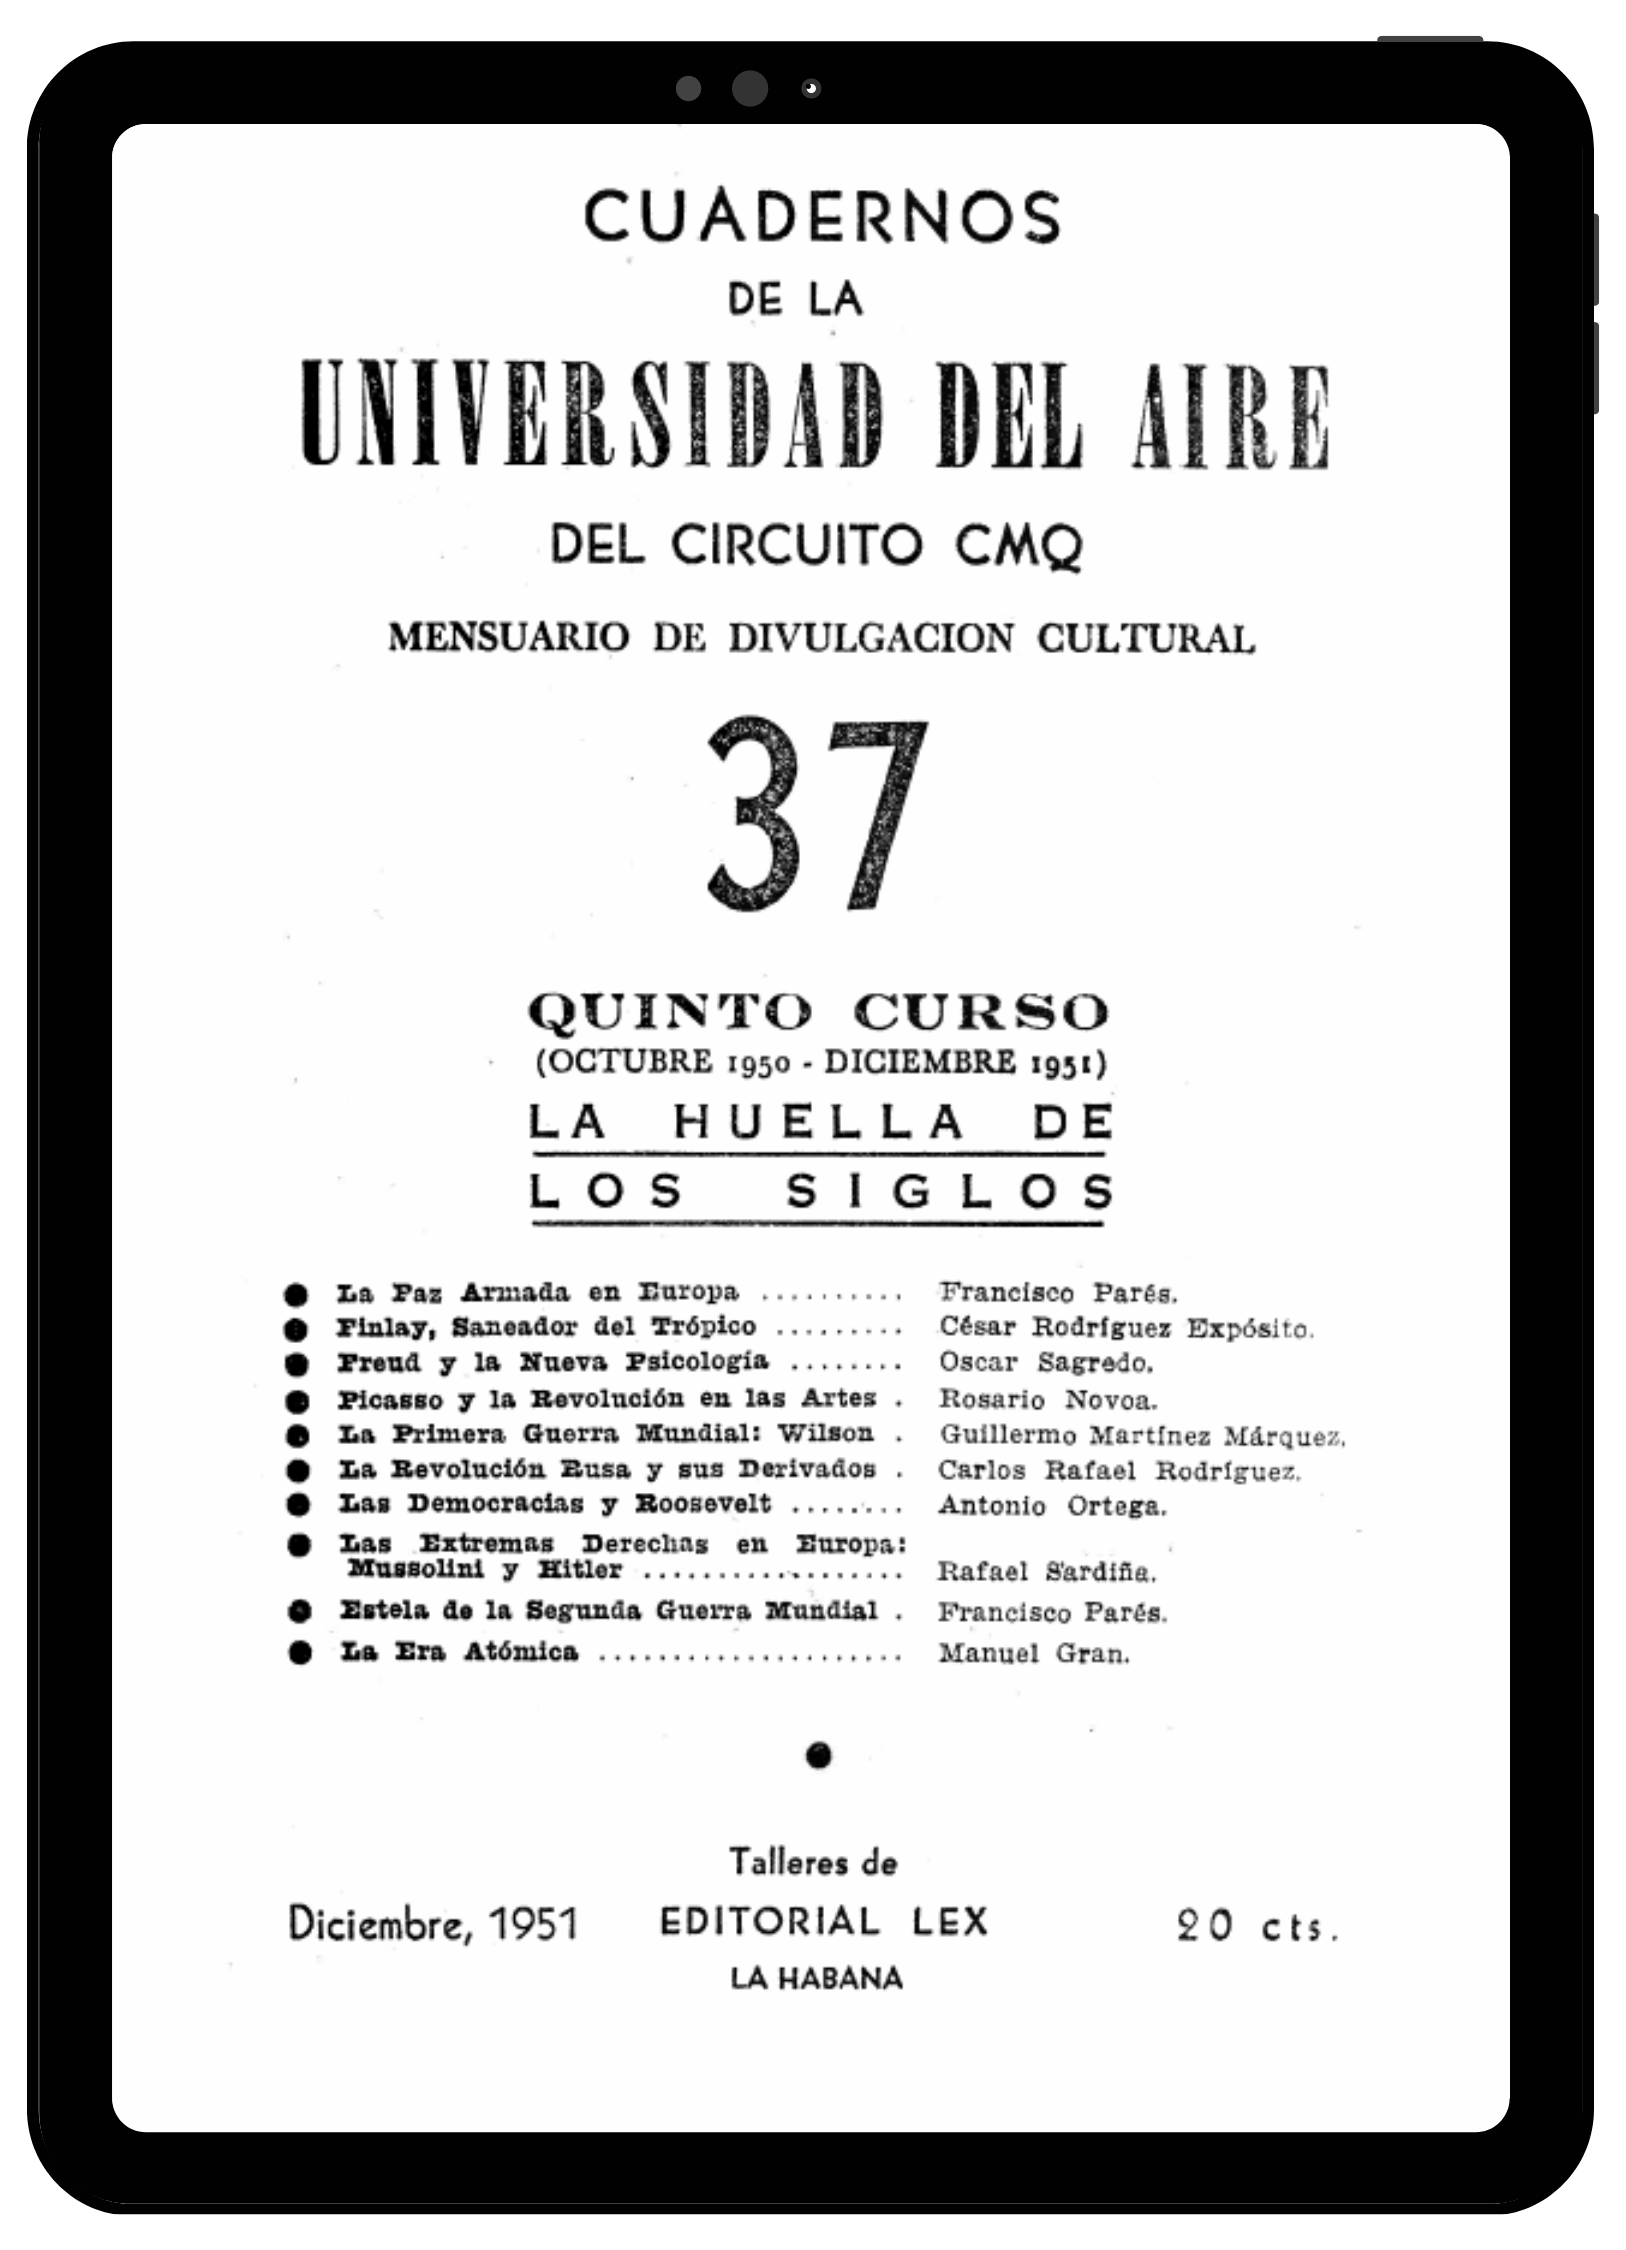 CUADERNOS
DE LA
UNIVERSIDAD DEL AIRE
DEL CIRCUITO CMQ
MENSUARIO DE DIVULGACION CULTURAL
37
QUINTO CURSO
(OCTUBRE 1950 - DICIEMBRE 1951)
LA HUELLA DE
LOS SIGLOS
● La Paz Armada en Europa .......... Francisco Parés.
● Finlay, Saneador del Trópico ......... César Rodríguez Expósito.
● Freud y la Nueva Psicología ........ Oscar Sagredo.
● Picasso y la Revolución en las Artes . Rosario Novoa.
● La Primera Guerra Mundial: Wilson . Guillermo Martínez Márquez.
● La Revolución Rusa y sus Derivados . Carlos Rafael Rodríguez.
● Las Democracias y Roosevelt ........ Antonio Ortega.
● Las Extremas Derechas en Europa:
Mussolini y Hitler .................. Rafael Sardiña.
● Estela de la Segunda Guerra Mundial . Francisco Parés.
● La Era Atómica ..................... Manuel Gran.
●
Talleres de
Diciembre, 1951 EDITORIAL LEX 20 cts.
LA HABANA